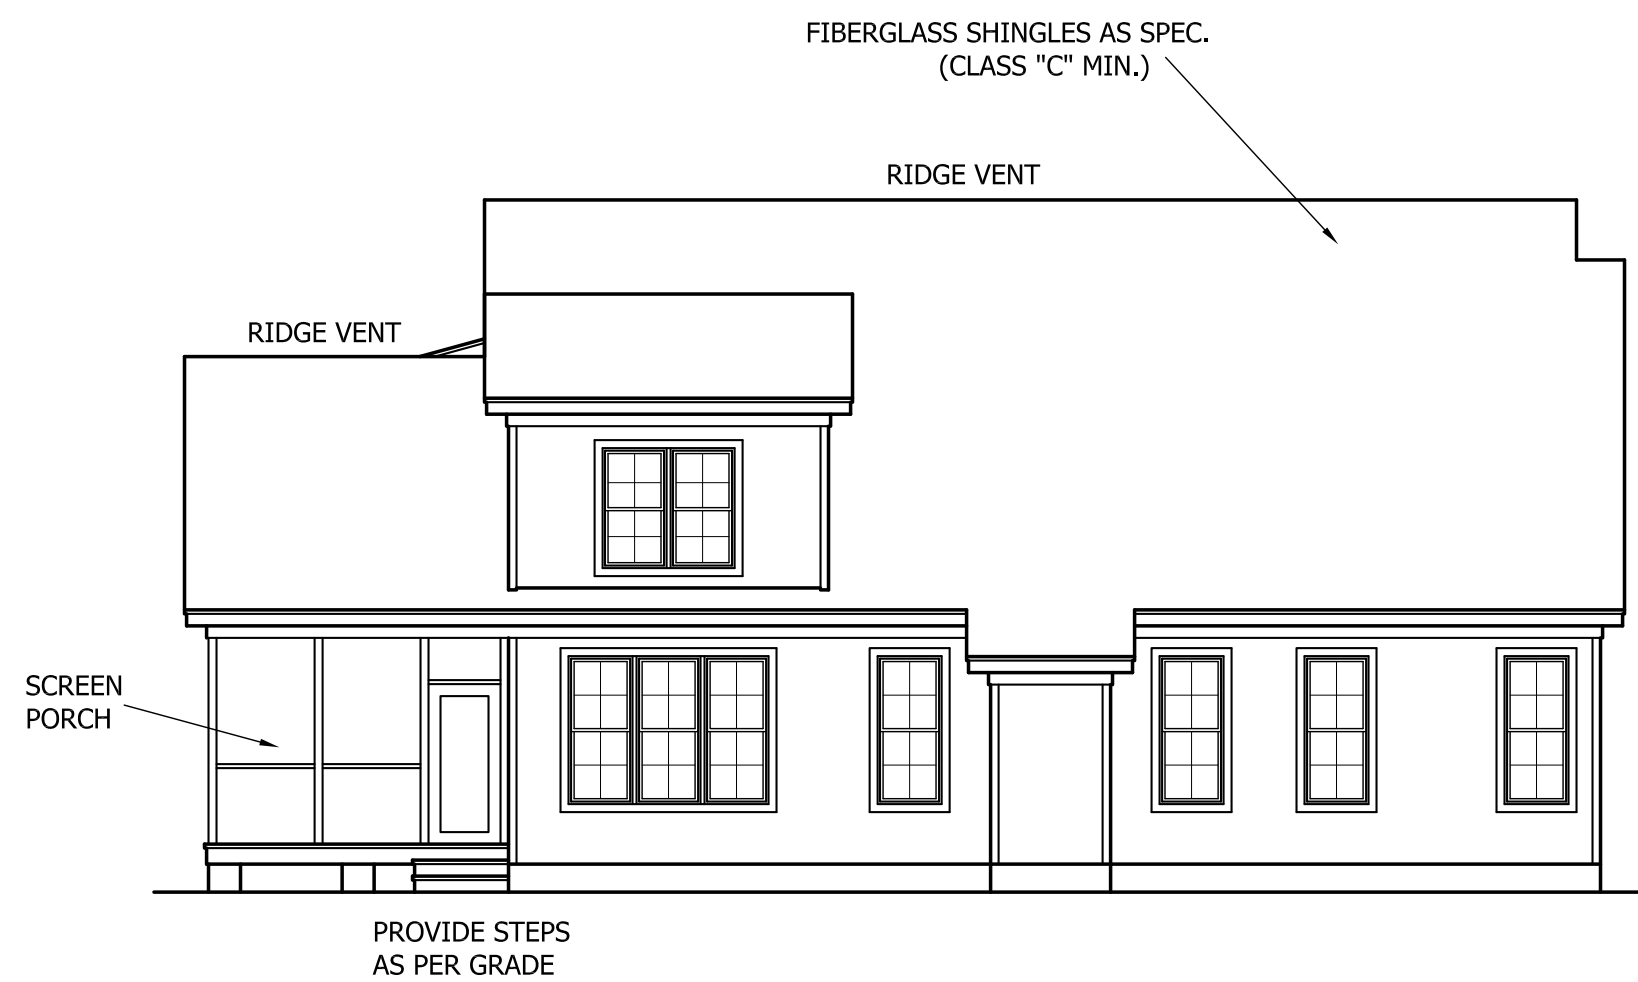 FIBERGLASS SHINGLES AS SPEC.
(CLASS "C" MIN.)
RIDGE VENT
RIDGE VENT
SCREEN
PORCH
PROVIDE STEPS
AS PER GRADE